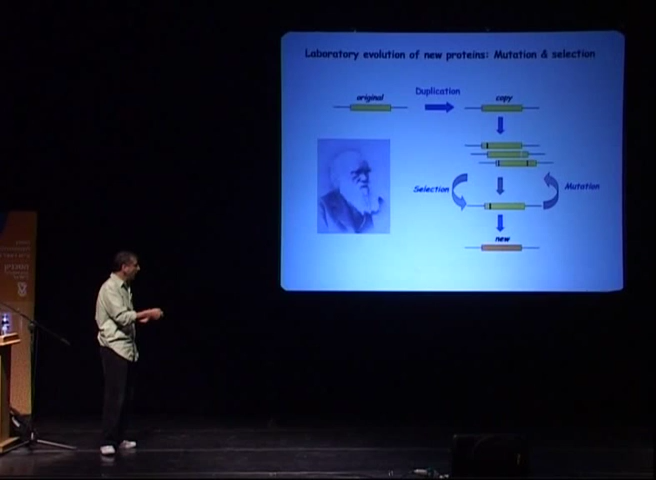 Laboratory evolution of new proteins: Mutation & selection
Duplication
original
copy
Selection
Mutation
new